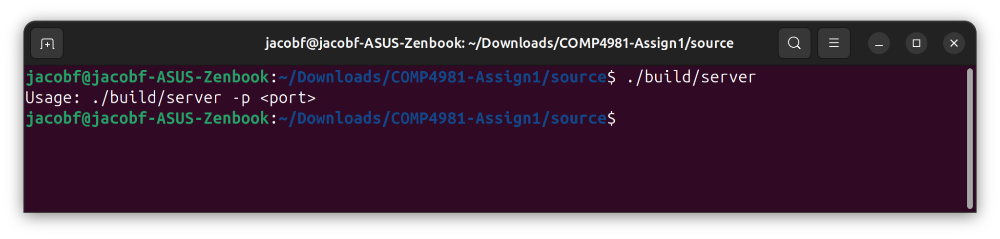 jacobf@jacobf-ASUS-Zenbook: ~/Downloads/COMP4981-Assign1/source
jacobf@jacobf-ASUS-Zenbook:~/Downloads/COMP4981-Assign1/source$ ./build/server
Usage: ./build/server -p <port>
jacobf@jacobf-ASUS-Zenbook:~/Downloads/COMP4981-Assign1/source$